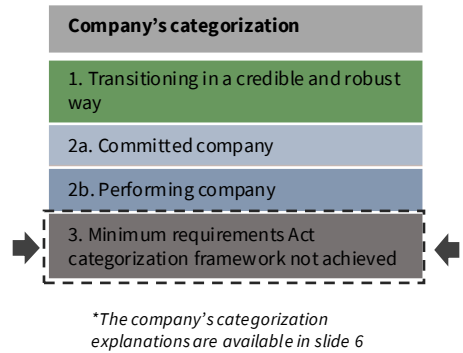 Company's categorization
1. Transitioning in a credible and robust
way
2a. Committed company
2b. Performing company
3. Minimum requirements Act
categorization framework not achieved
*The company's categorization
explanations are available in slide 6